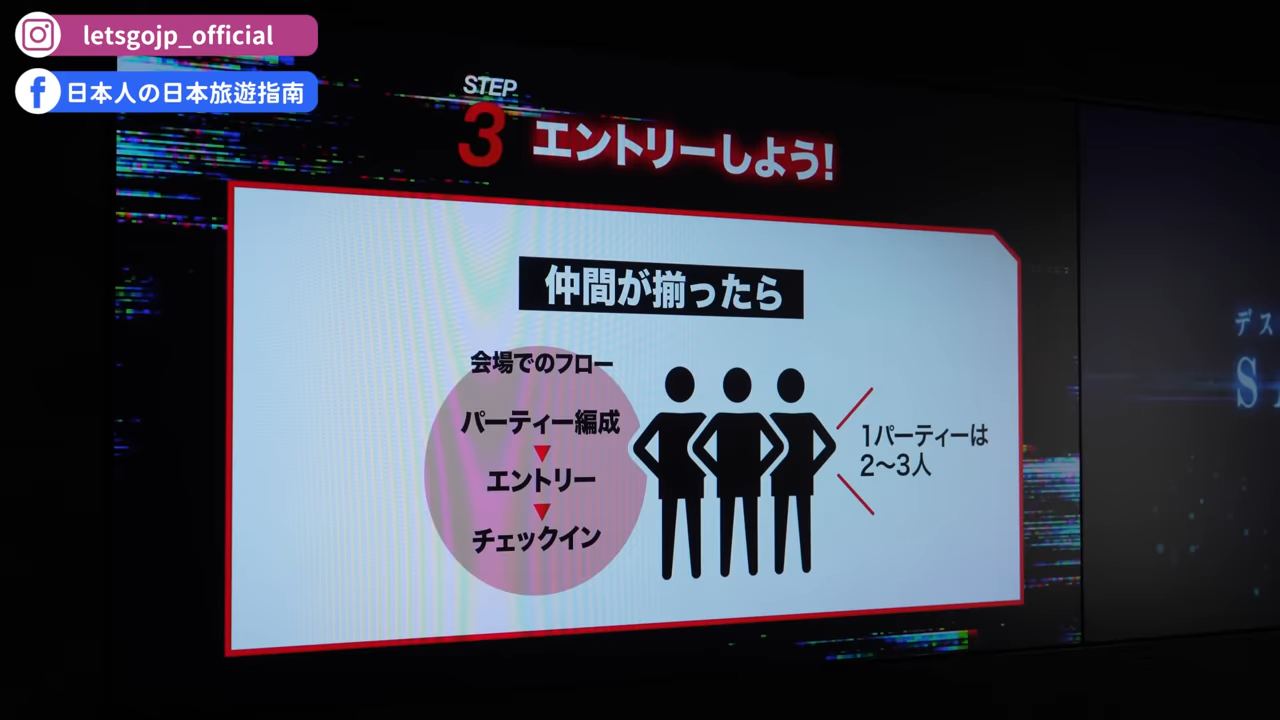 letsgojp_official
日本人の日本旅遊指南
STEP
3 エントリーしよう!
仲間が揃ったら
会場でのフロー
パーティー編成
エントリー
チェックイン
1パーティーは
2〜3人
デス
S